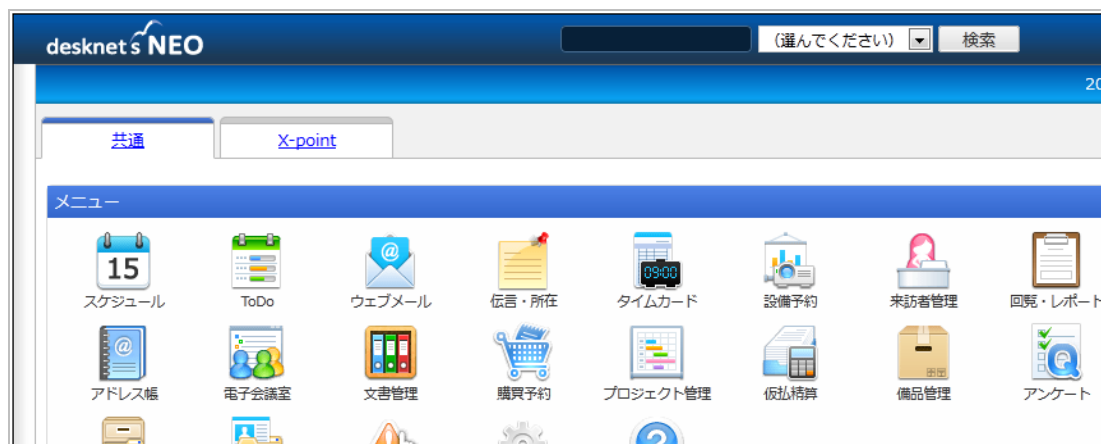 desknet's NEO
（選んでください） 検索
20
共通 X-point
メニュー
15 @ 09:00
スケジュール ToDo ウェブメール 伝言・所在 タイムカード 設備予約 来訪者管理 回覧・レポート
@ Q
アドレス帳 電子会議室 文書管理 購買予約 プロジェクト管理 仮払精算 備品管理 アンケート
?